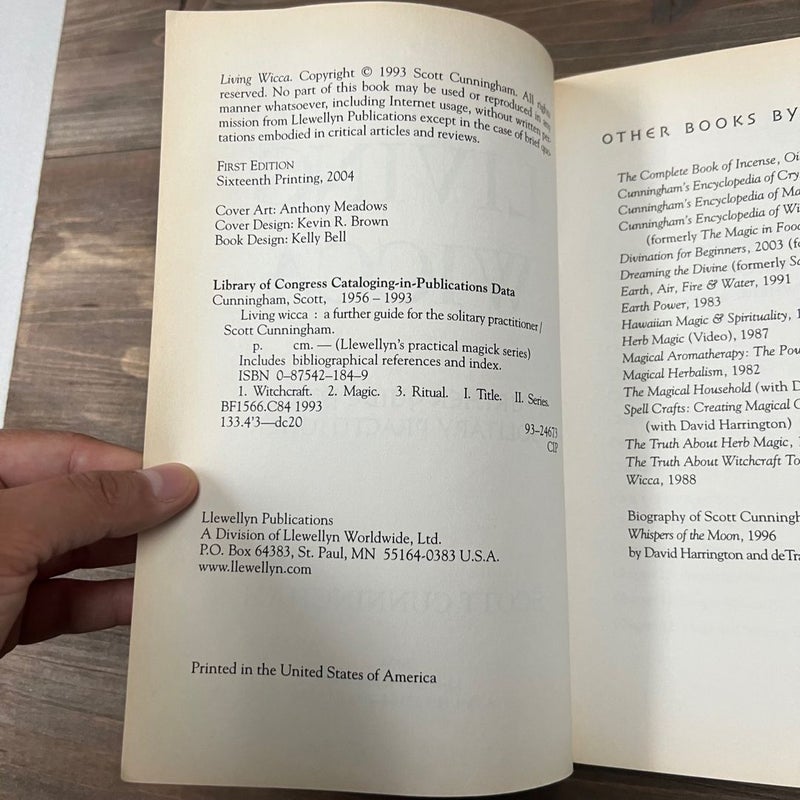 Living Wicca. Copyright © 1993 Scott Cunningham. All rights
reserved. No part of this book may be used or reproduced in any
manner whatsoever, including Internet usage, without written per-
mission from Llewellyn Publications except in the case of brief quo-
tations embodied in critical articles and reviews.
FIRST EDITION
Sixteenth Printing, 2004
Cover Art: Anthony Meadows
Cover Design: Kevin R. Brown
Book Design: Kelly Bell
Library of Congress Cataloging-in-Publications Data
Cunningham, Scott, 1956 – 1993
Living wicca : a further guide for the solitary practitioner /
Scott Cunningham.
p. cm. — (Llewellyn's practical magick series)
Includes bibliographical references and index.
ISBN 0–87542–184–9
1. Witchcraft. 2. Magic. 3. Ritual. I. Title. II. Series.
BF1566.C84 1993
133.4'3—dc20
93–24673
CIP
Llewellyn Publications
A Division of Llewellyn Worldwide, Ltd.
P.O. Box 64383, St. Paul, MN 55164-0383 U.S.A.
www.llewellyn.com
Printed in the United States of America
OTHER BOOKS BY
The Complete Book of Incense, Oi
Cunningham's Encyclopedia of Cry
Cunningham's Encyclopedia of Ma
Cunningham's Encyclopedia of Wi
(formerly The Magic in Food
Divination for Beginners, 2003 (fo
Dreaming the Divine (formerly Sa
Earth, Air, Fire & Water, 1991
Earth Power, 1983
Hawaiian Magic & Spirituality, 1
Herb Magic (Video), 1987
Magical Aromatherapy: The Pow
Magical Herbalism, 1982
The Magical Household (with D
Spell Crafts: Creating Magical O
(with David Harrington)
The Truth About Herb Magic, 1
The Truth About Witchcraft To
Wicca, 1988
Biography of Scott Cunningh
Whispers of the Moon, 1996
by David Harrington and deTra